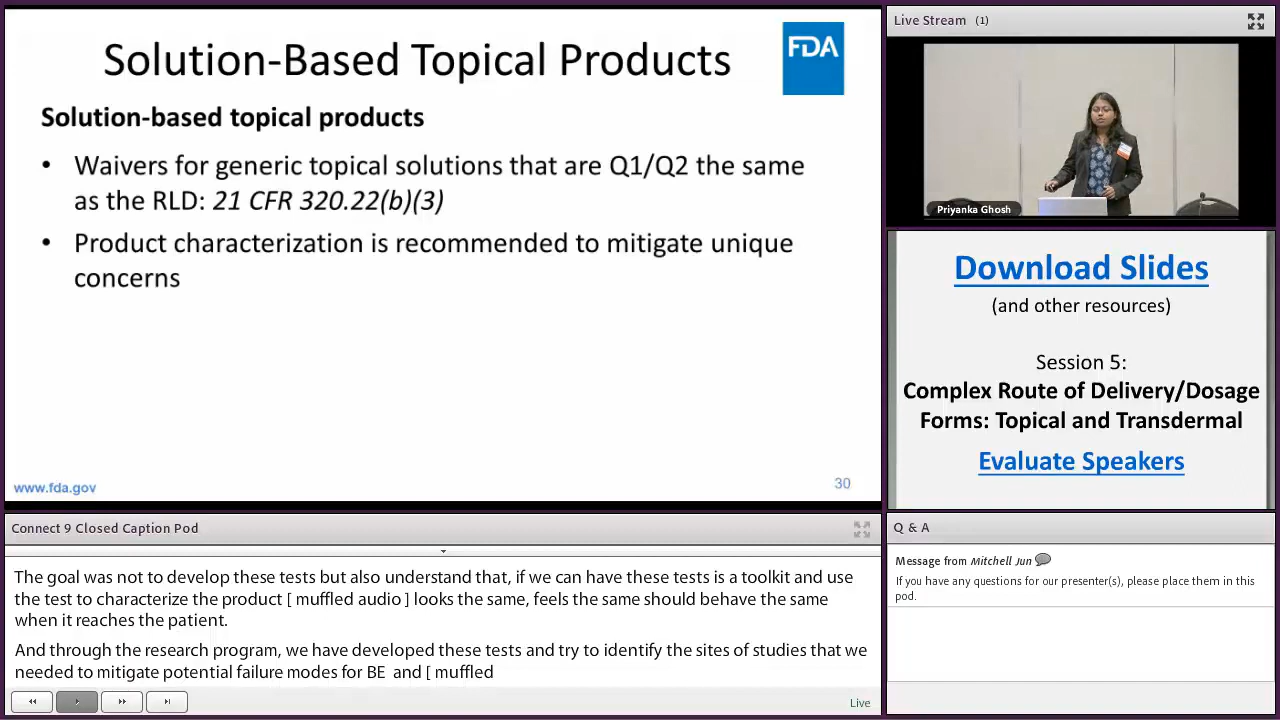 Solution-Based Topical Products
FDA
Solution-based topical products
• Waivers for generic topical solutions that are Q1/Q2 the same
as the RLD: 21 CFR 320.22(b)(3)
• Product characterization is recommended to mitigate unique
concerns
www.fda.gov
30
Live Stream (1)
Priyanka Ghosh
Download Slides
(and other resources)
Session 5:
Complex Route of Delivery/Dosage
Forms: Topical and Transdermal
Evaluate Speakers
Connect 9 Closed Caption Pod
The goal was not to develop these tests but also understand that, if we can have these tests is a toolkit and use
the test to characterize the product [ muffled audio ] looks the same, feels the same should behave the same
when it reaches the patient.
And through the research program, we have developed these tests and try to identify the sites of studies that we
needed to mitigate potential failure modes for BE and [ muffled
Live
Q & A
Message from Mitchell Jun
If you have any questions for our presenter(s), please place them in this
pod.